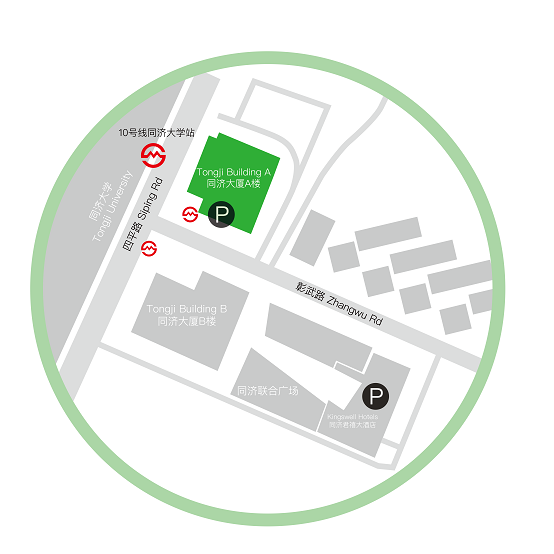 10号线同济大学站
Tongji Building A
同济大厦A楼
P
同济大学
Tongji University
四平路 Siping Rd
彰武路 Zhangwu Rd
Tongji Building B
同济大厦B楼
同济联合广场
P
Kingswell Hotels
同济君禧大酒店